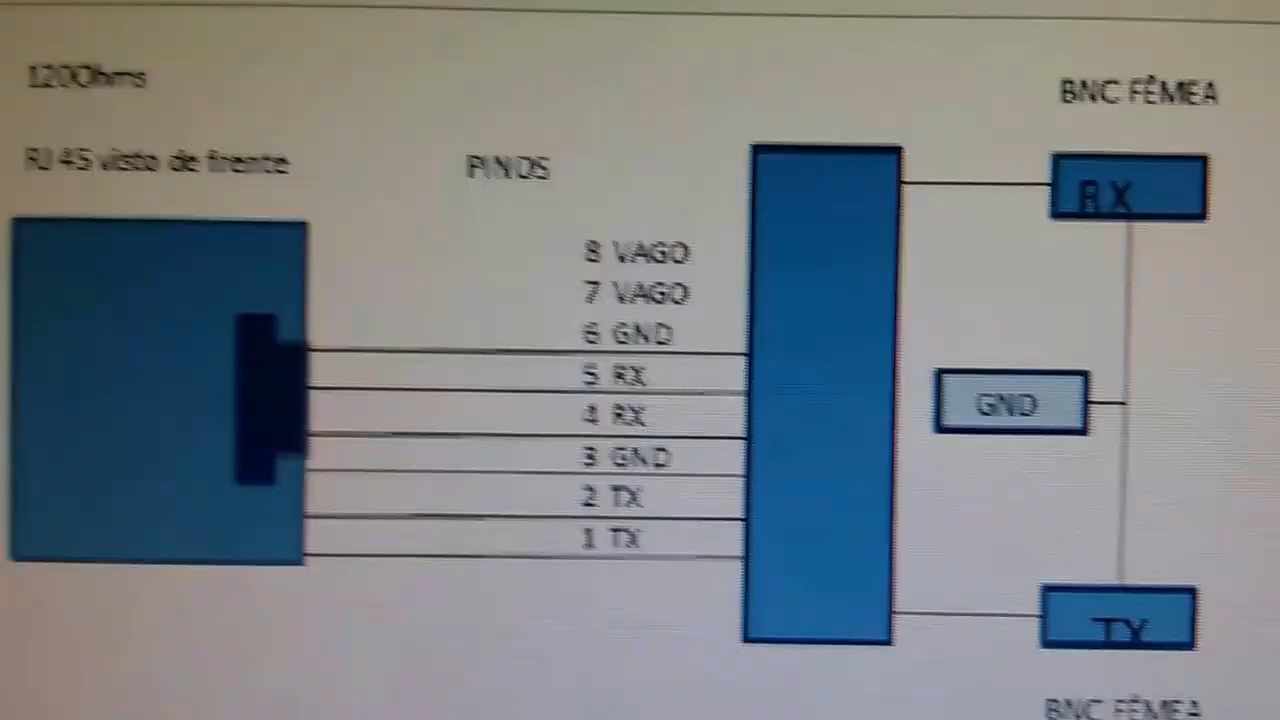 120Ohms
BNC FÊMEA
RJ 45 visto de frente
PINOS
RX
8 VAGO
7 VAGO
6 GND
5 RX
4 RX
GND
3 GND
2 TX
1 TX
TX
BNC FÊMEA